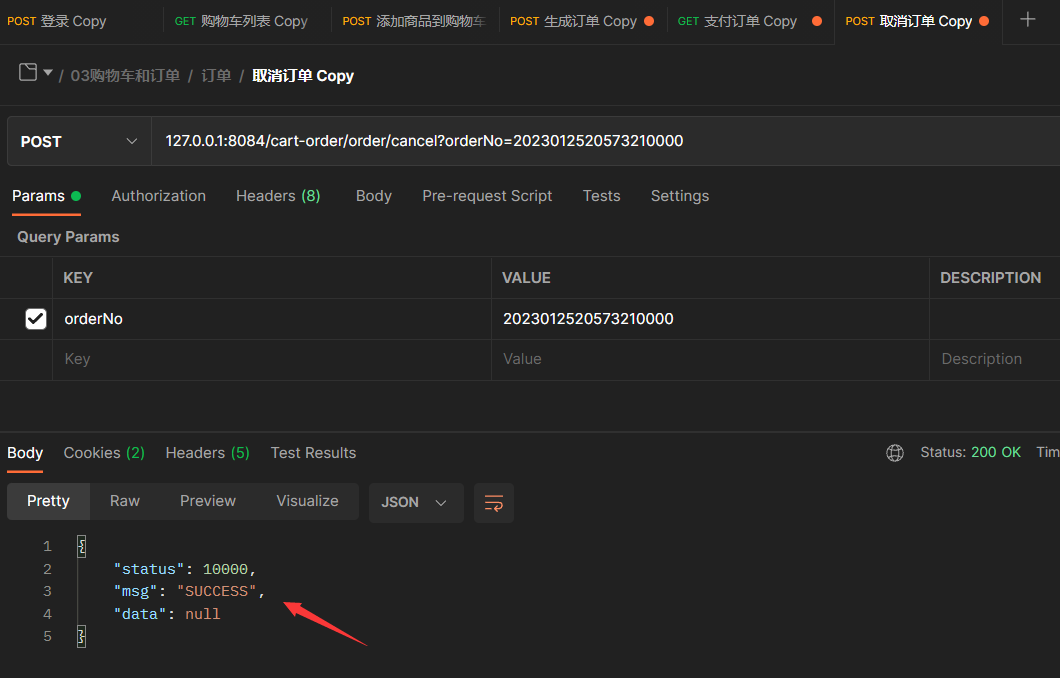 POST 登录 Copy GET 购物车列表 Copy POST 添加商品到购物车 POST 生成订单 Copy GET 支付订单 Copy POST 取消订单 Copy
/ 03购物车和订单 / 订单 / 取消订单 Copy
POST 127.0.0.1:8084/cart-order/order/cancel?orderNo=2023012520573210000
Params Authorization Headers (8) Body Pre-request Script Tests Settings
Query Params
KEY VALUE DESCRIPTION
orderNo 2023012520573210000
Key Value Description
Body Cookies (2) Headers (5) Test Results Status: 200 OK Tim
Pretty Raw Preview Visualize JSON
1 {
2 "status": 10000,
3 "msg": "SUCCESS",
4 "data": null
5 }